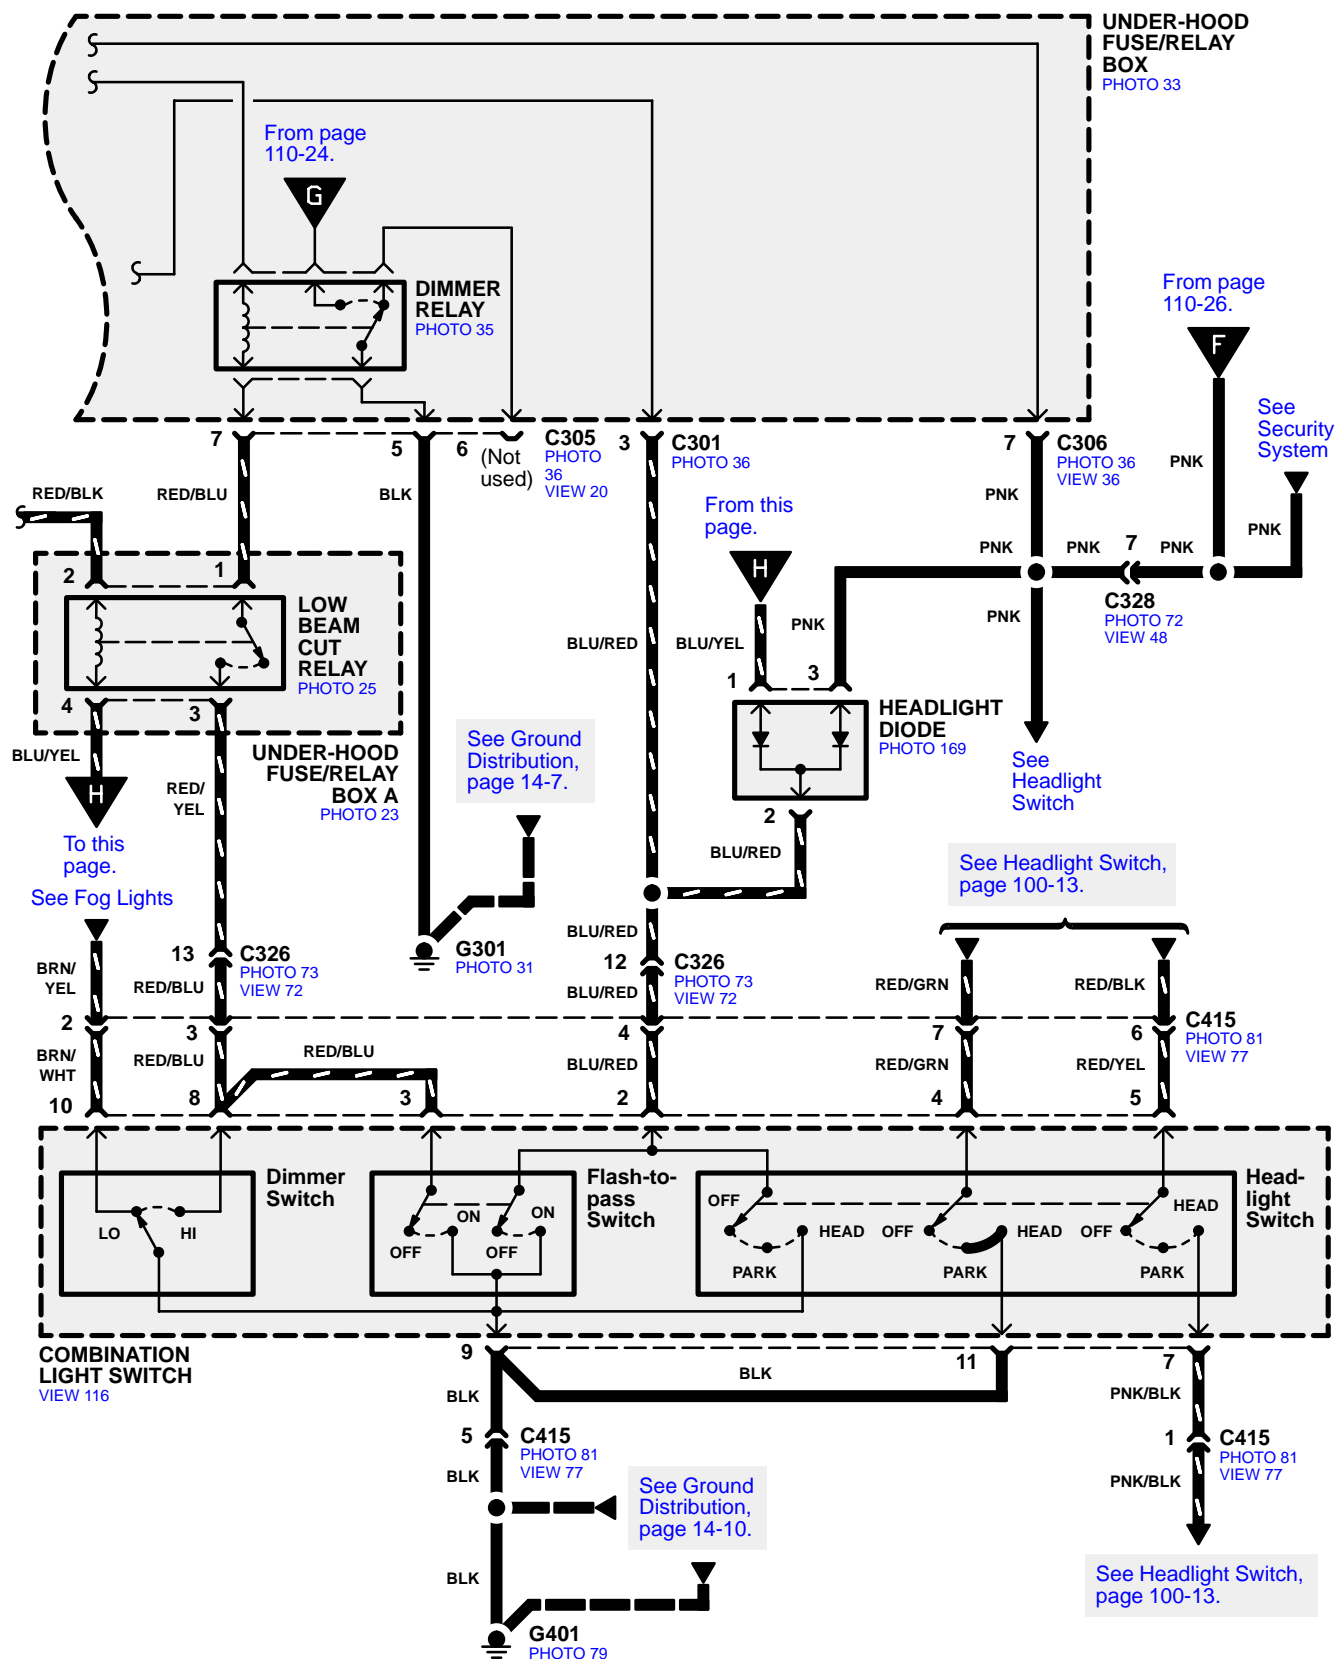 UNDER-HOOD
FUSE/RELAY
BOX
PHOTO 33
From page
110-24.
G
DIMMER
RELAY
PHOTO 35
From page
110-26.
F
See
Security
System
7
5
6
(Not
used)
C305
PHOTO
36
VIEW 20
3
C301
PHOTO 36
7
C306
PHOTO 36
VIEW 36
PNK
RED/BLK
RED/BLU
BLK
PNK
PNK
From this
page.
H
PNK
PNK
7
PNK
C328
PHOTO 72
VIEW 48
2
1
LOW
BEAM
CUT
RELAY
PHOTO 25
BLU/RED
BLU/YEL
PNK
PNK
1
3
HEADLIGHT
DIODE
PHOTO 169
4
3
BLU/YEL
H
RED/
YEL
UNDER-HOOD
FUSE/RELAY
BOX A
PHOTO 23
See Ground
Distribution,
page 14-7.
See
Headlight
Switch
2
BLU/RED
To this
page.
See Fog Lights
See Headlight Switch,
page 100-13.
BRN/
YEL
13
C326
PHOTO 73
VIEW 72
RED/BLU
G301
PHOTO 31
BLU/RED
12
C326
PHOTO 73
VIEW 72
BLU/RED
RED/GRN
RED/BLK
2
3
4
7
6
C415
PHOTO 81
VIEW 77
BRN/
WHT
RED/BLU
RED/BLU
BLU/RED
RED/GRN
RED/YEL
10
8
3
2
4
5
Dimmer
Switch
LO
HI
Flash-to-
pass
Switch
ON
ON
OFF
OFF
Head-
light
Switch
OFF
HEAD
PARK
OFF
HEAD
PARK
OFF
HEAD
PARK
COMBINATION
LIGHT SWITCH
VIEW 116
9
11
7
BLK
BLK
PNK/BLK
5
C415
PHOTO 81
VIEW 77
1
C415
PHOTO 81
VIEW 77
BLK
PNK/BLK
See Ground
Distribution,
page 14-10.
BLK
See Headlight Switch,
page 100-13.
G401
PHOTO 79